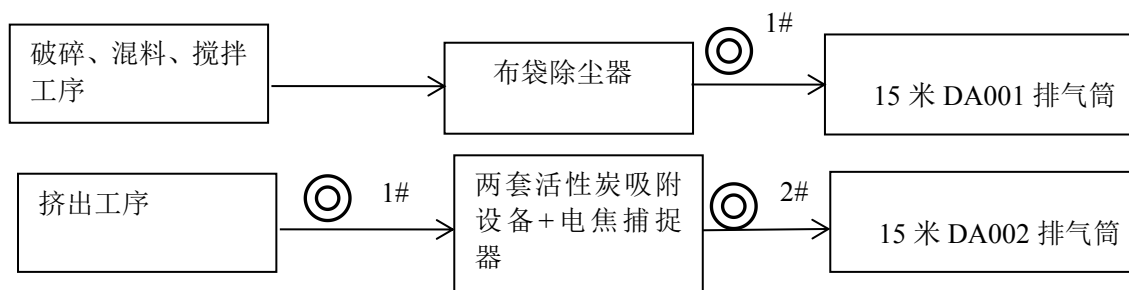 1#
破碎、混料、搅拌
工序
布袋除尘器
15 米 DA001 排气筒
挤出工序
1#
两套活性炭吸附
设备+电焦捕捉
器
2#
15 米 DA002 排气筒